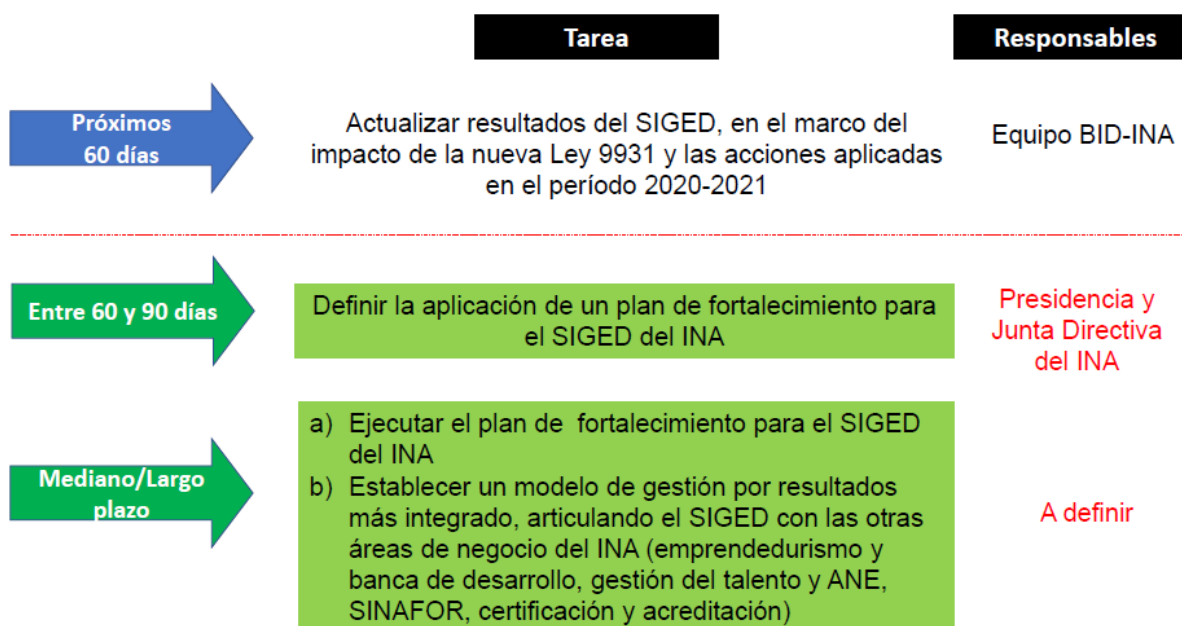 Tarea
Responsables
Próximos
60 días
Actualizar resultados del SIGED, en el marco del
impacto de la nueva Ley 9931 y las acciones aplicadas
en el período 2020-2021
Equipo BID-INA
Entre 60 y 90 días
Definir la aplicación de un plan de fortalecimiento para
el SIGED del INA
Presidencia y
Junta Directiva
del INA
Mediano/Largo
plazo
a) Ejecutar el plan de fortalecimiento para el SIGED
del INA
b) Establecer un modelo de gestión por resultados
más integrado, articulando el SIGED con las otras
áreas de negocio del INA (emprendedurismo y
banca de desarrollo, gestión del talento y ANE,
SINAFOR, certificación y acreditación)
A definir